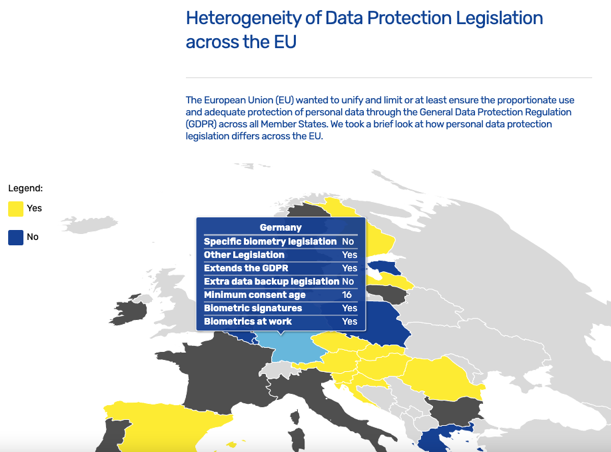 Heterogeneity of Data Protection Legislation
across the EU
The European Union (EU) wanted to unify and limit or at least ensure the proportionate use
and adequate protection of personal data through the General Data Protection Regulation
(GDPR) across all Member States. We took a brief look at how personal data protection
legislation differs across the EU.
Legend:
Yes
No
Germany
Specific biometry legislation No
Other Legislation Yes
Extends the GDPR Yes
Extra data backup legislation No
Minimum consent age 16
Biometric signatures Yes
Biometrics at work Yes